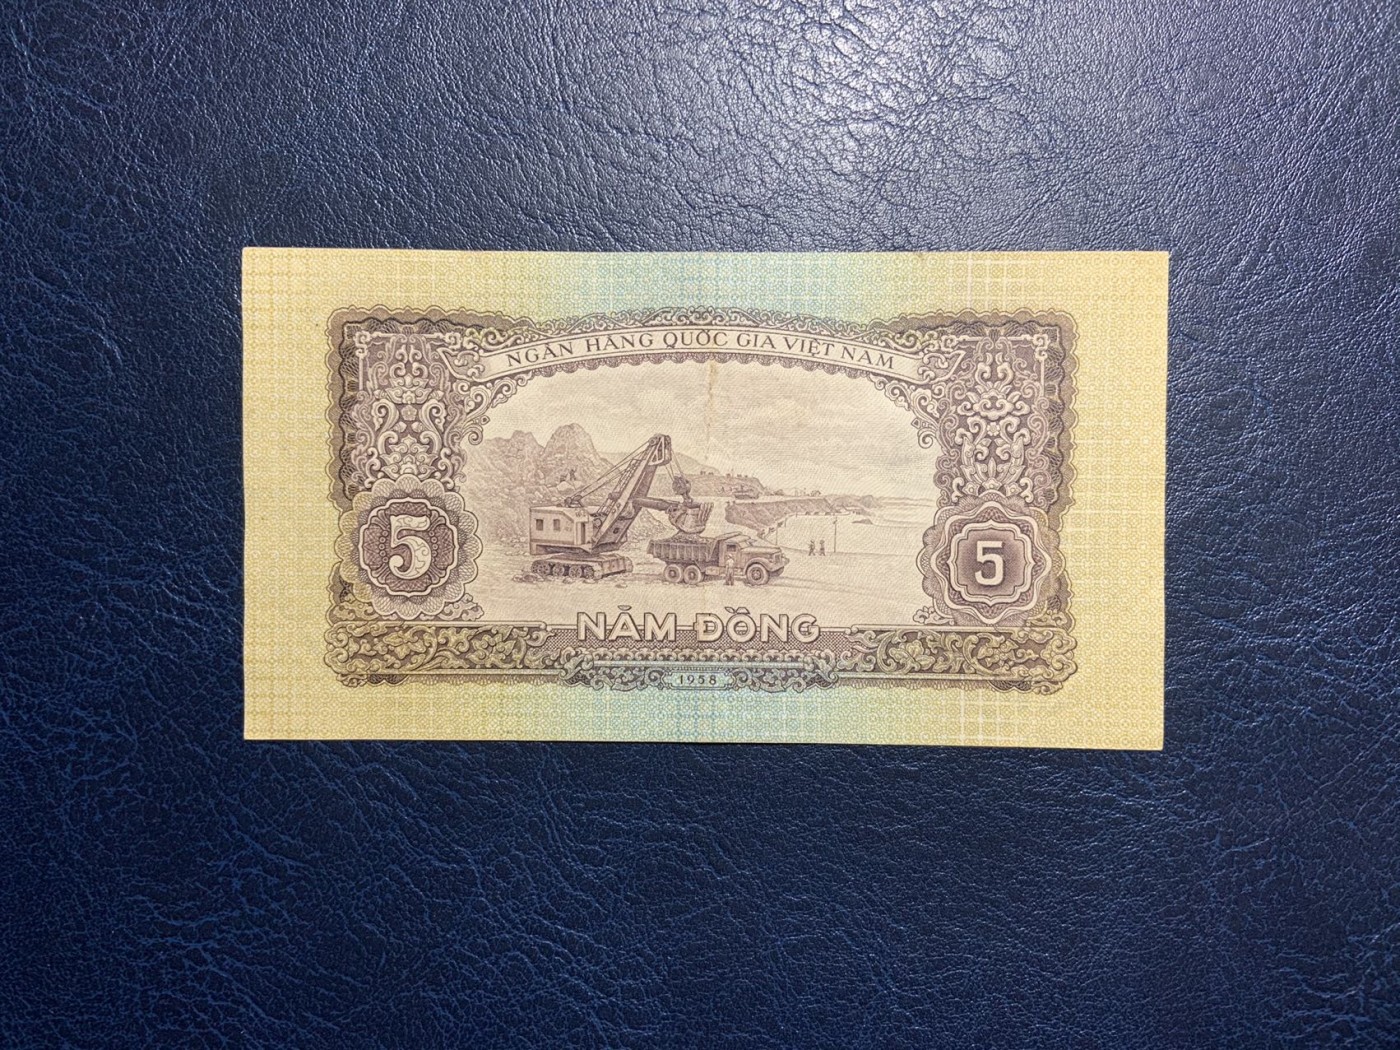 NGÂN HÀNG QUỐC GIA VIỆT NAM
5
5
NĂM ĐỒNG
1958